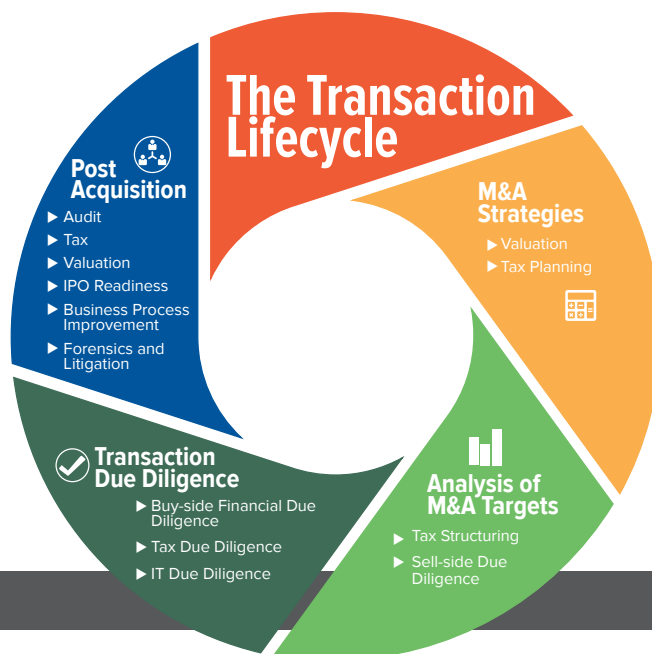 The Transaction
Lifecycle
M&A
Strategies
▶ Valuation
▶ Tax Planning
Analysis of
M&A Targets
▶ Tax Structuring
▶ Sell-side Due
Diligence
Transaction
Due Diligence
▶ Buy-side Financial Due
Diligence
▶ Tax Due Diligence
▶ IT Due Diligence
Post
Acquisition
▶ Audit
▶ Tax
▶ Valuation
▶ IPO Readiness
▶ Business Process
Improvement
▶ Forensics and
Litigation